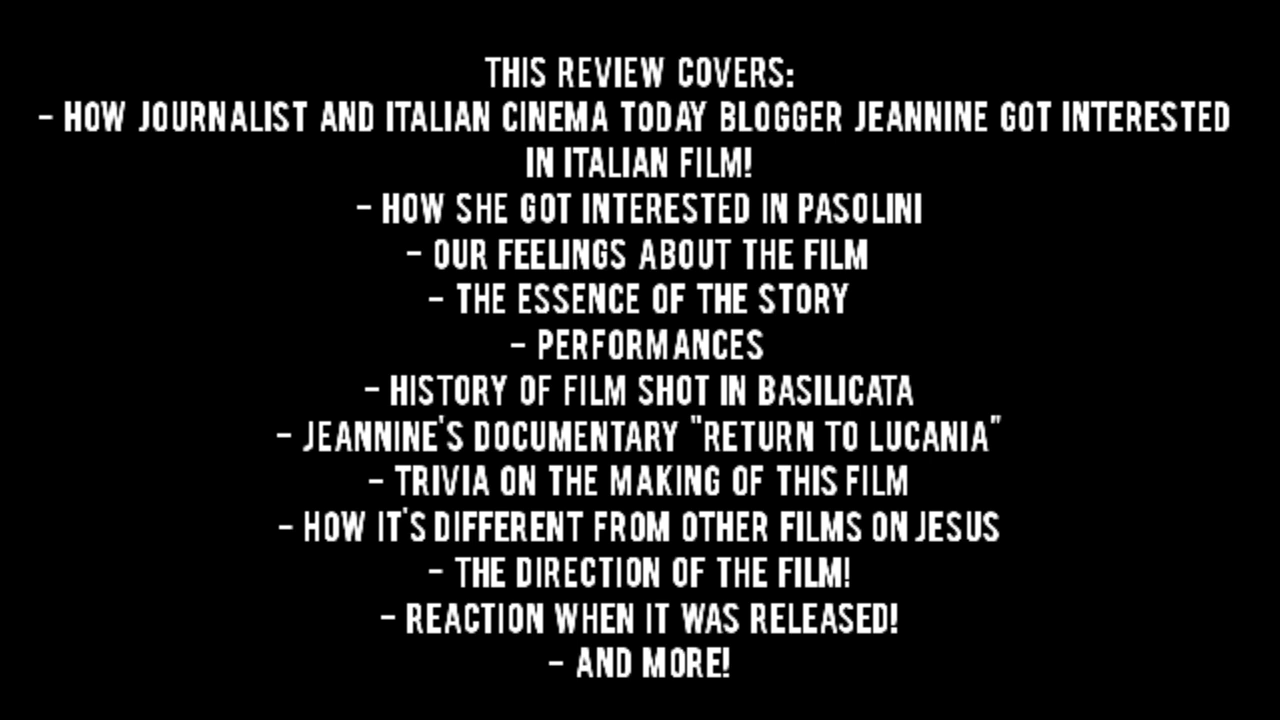 THIS REVIEW COVERS:
- HOW JOURNALIST AND ITALIAN CINEMA TODAY BLOGGER JEANNINE GOT INTERESTED
IN ITALIAN FILM!
- HOW SHE GOT INTERESTED IN PASOLINI
- OUR FEELINGS ABOUT THE FILM
- THE ESSENCE OF THE STORY
- PERFORMANCES
- HISTORY OF FILM SHOT IN BASILICATA
- JEANNINE'S DOCUMENTARY "RETURN TO LUCANIA"
- TRIVIA ON THE MAKING OF THIS FILM
- HOW IT'S DIFFERENT FROM OTHER FILMS ON JESUS
- THE DIRECTION OF THE FILM!
- REACTION WHEN IT WAS RELEASED!
- AND MORE!